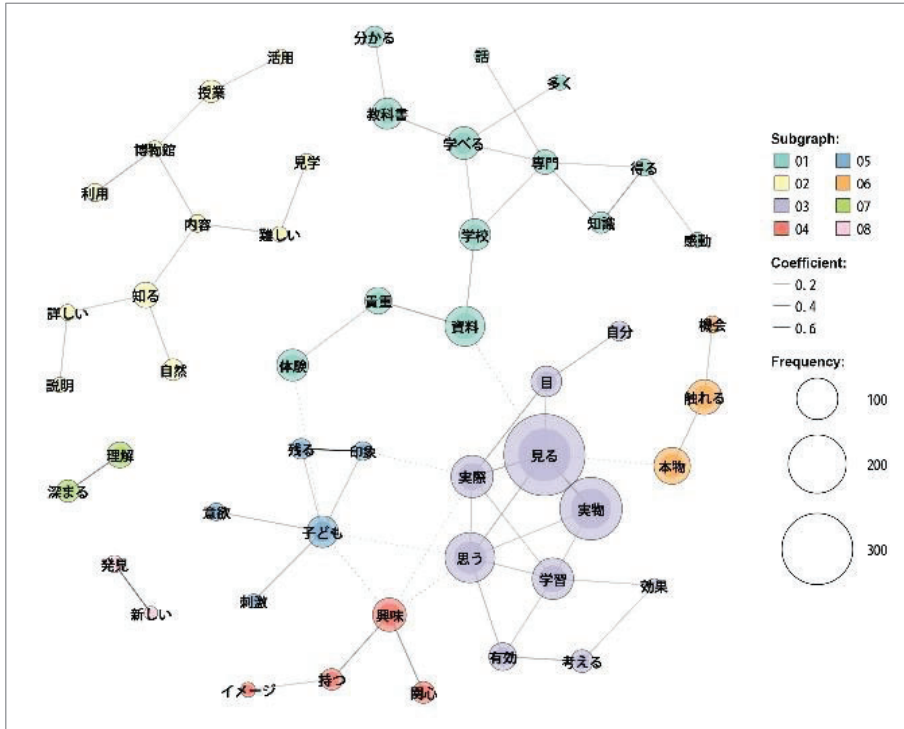 分かる
話
活用
多く
授業
教科書
学べる
博物館
専門
得る
見学
利用
内容
難しい
学校
知識
感動
知る
貴重
詳しい
資料
自分
機会
体験
自然
説明
目
触れる
残る
印象
見る
理解
実際
本物
深まる
意欲
実物
子ども
思う
発見
学習
効果
刺激
新しい
興味
有効
考える
イメージ
持つ
関心
Subgraph:
01 05
02 06
03 07
04 08
Coefficient:
0.2
0.4
0.6
Frequency:
100
200
300